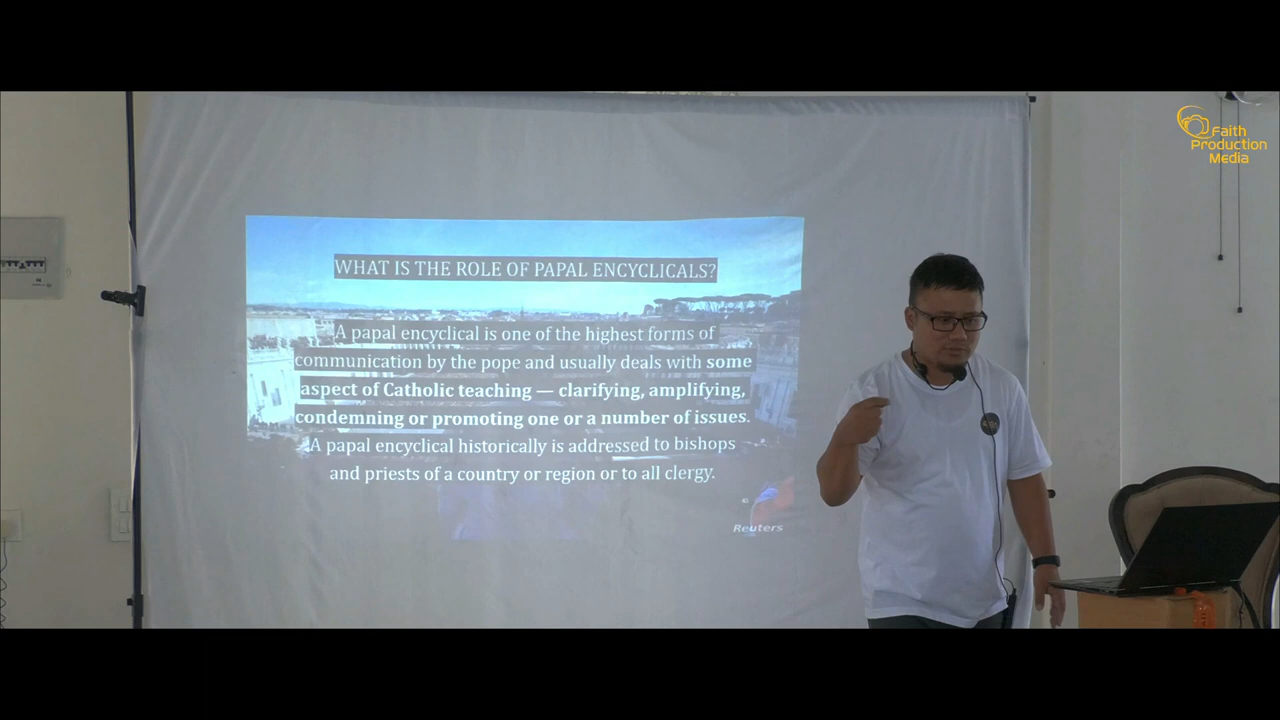 Faith
Production
Media
WHAT IS THE ROLE OF PAPAL ENCYCLICALS?
A papal encyclical is one of the highest forms of
communication by the pope and usually deals with some
aspect of Catholic teaching — clarifying, amplifying,
condemning or promoting one or a number of issues.
A papal encyclical historically is addressed to bishops
and priests of a country or region or to all clergy.
Reuters